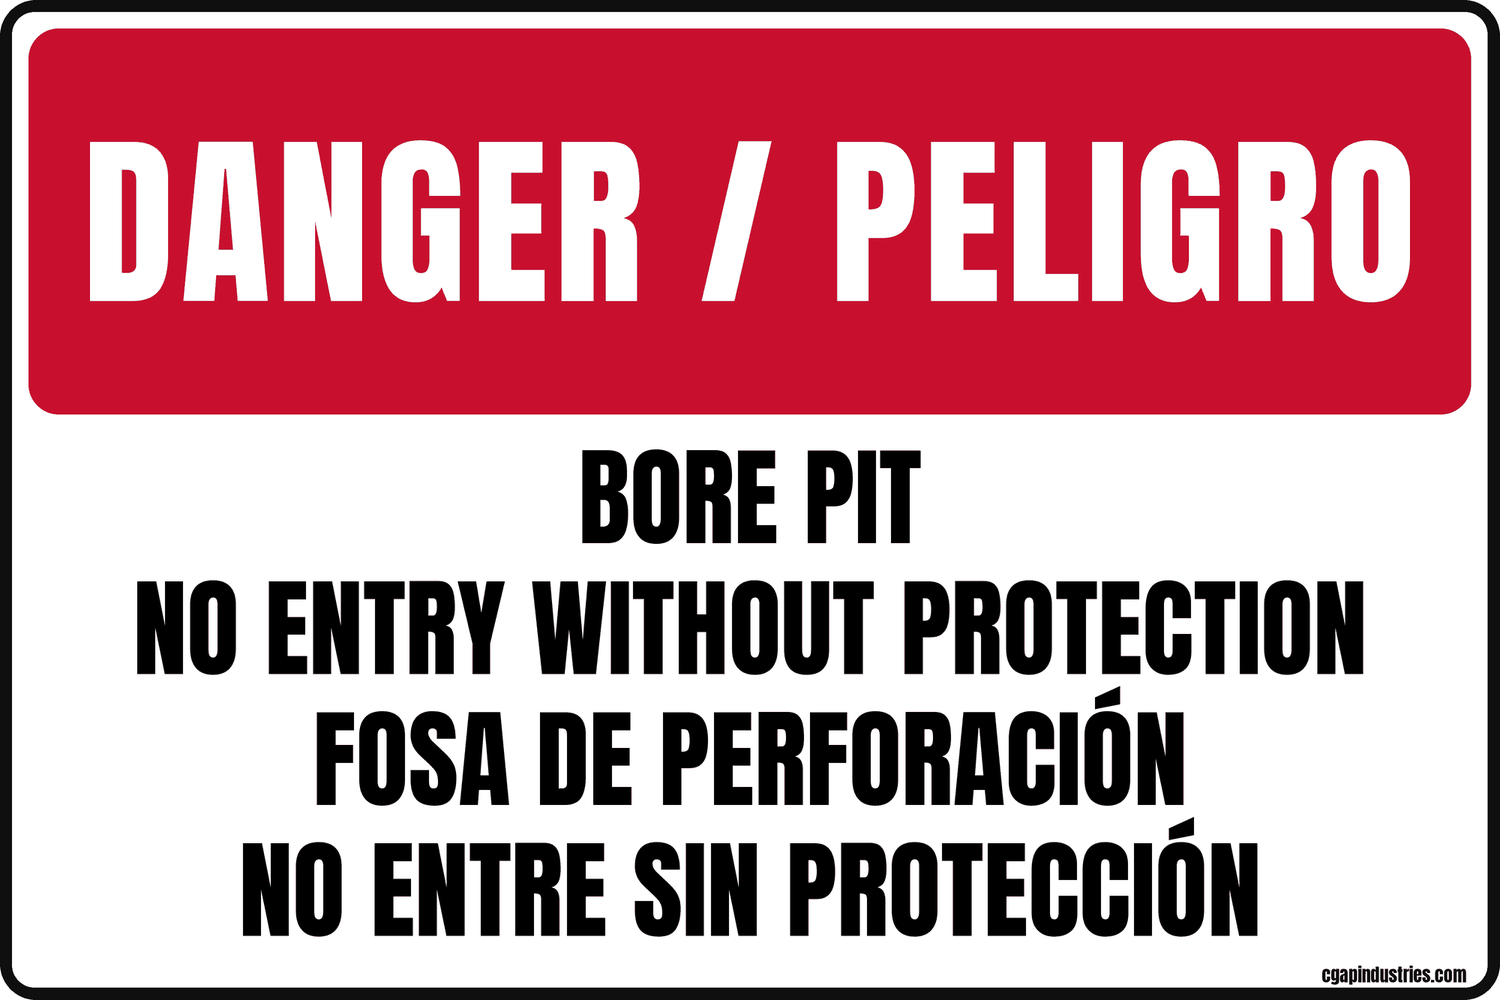 DANGER / PELIGRO
BORE PIT
NO ENTRY WITHOUT PROTECTION
FOSA DE PERFORACIÓN
NO ENTRE SIN PROTECCIÓN
cgapindustries.com